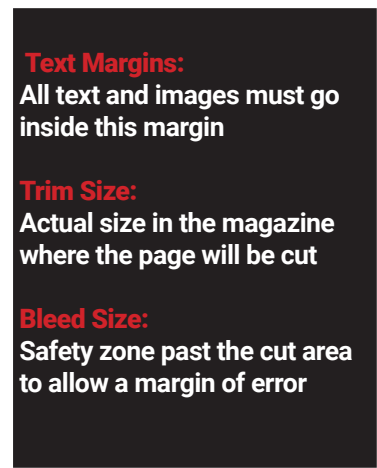 Text Margins:
All text and images must go
inside this margin
Trim Size:
Actual size in the magazine
where the page will be cut
Bleed Size:
Safety zone past the cut area
to allow a margin of error